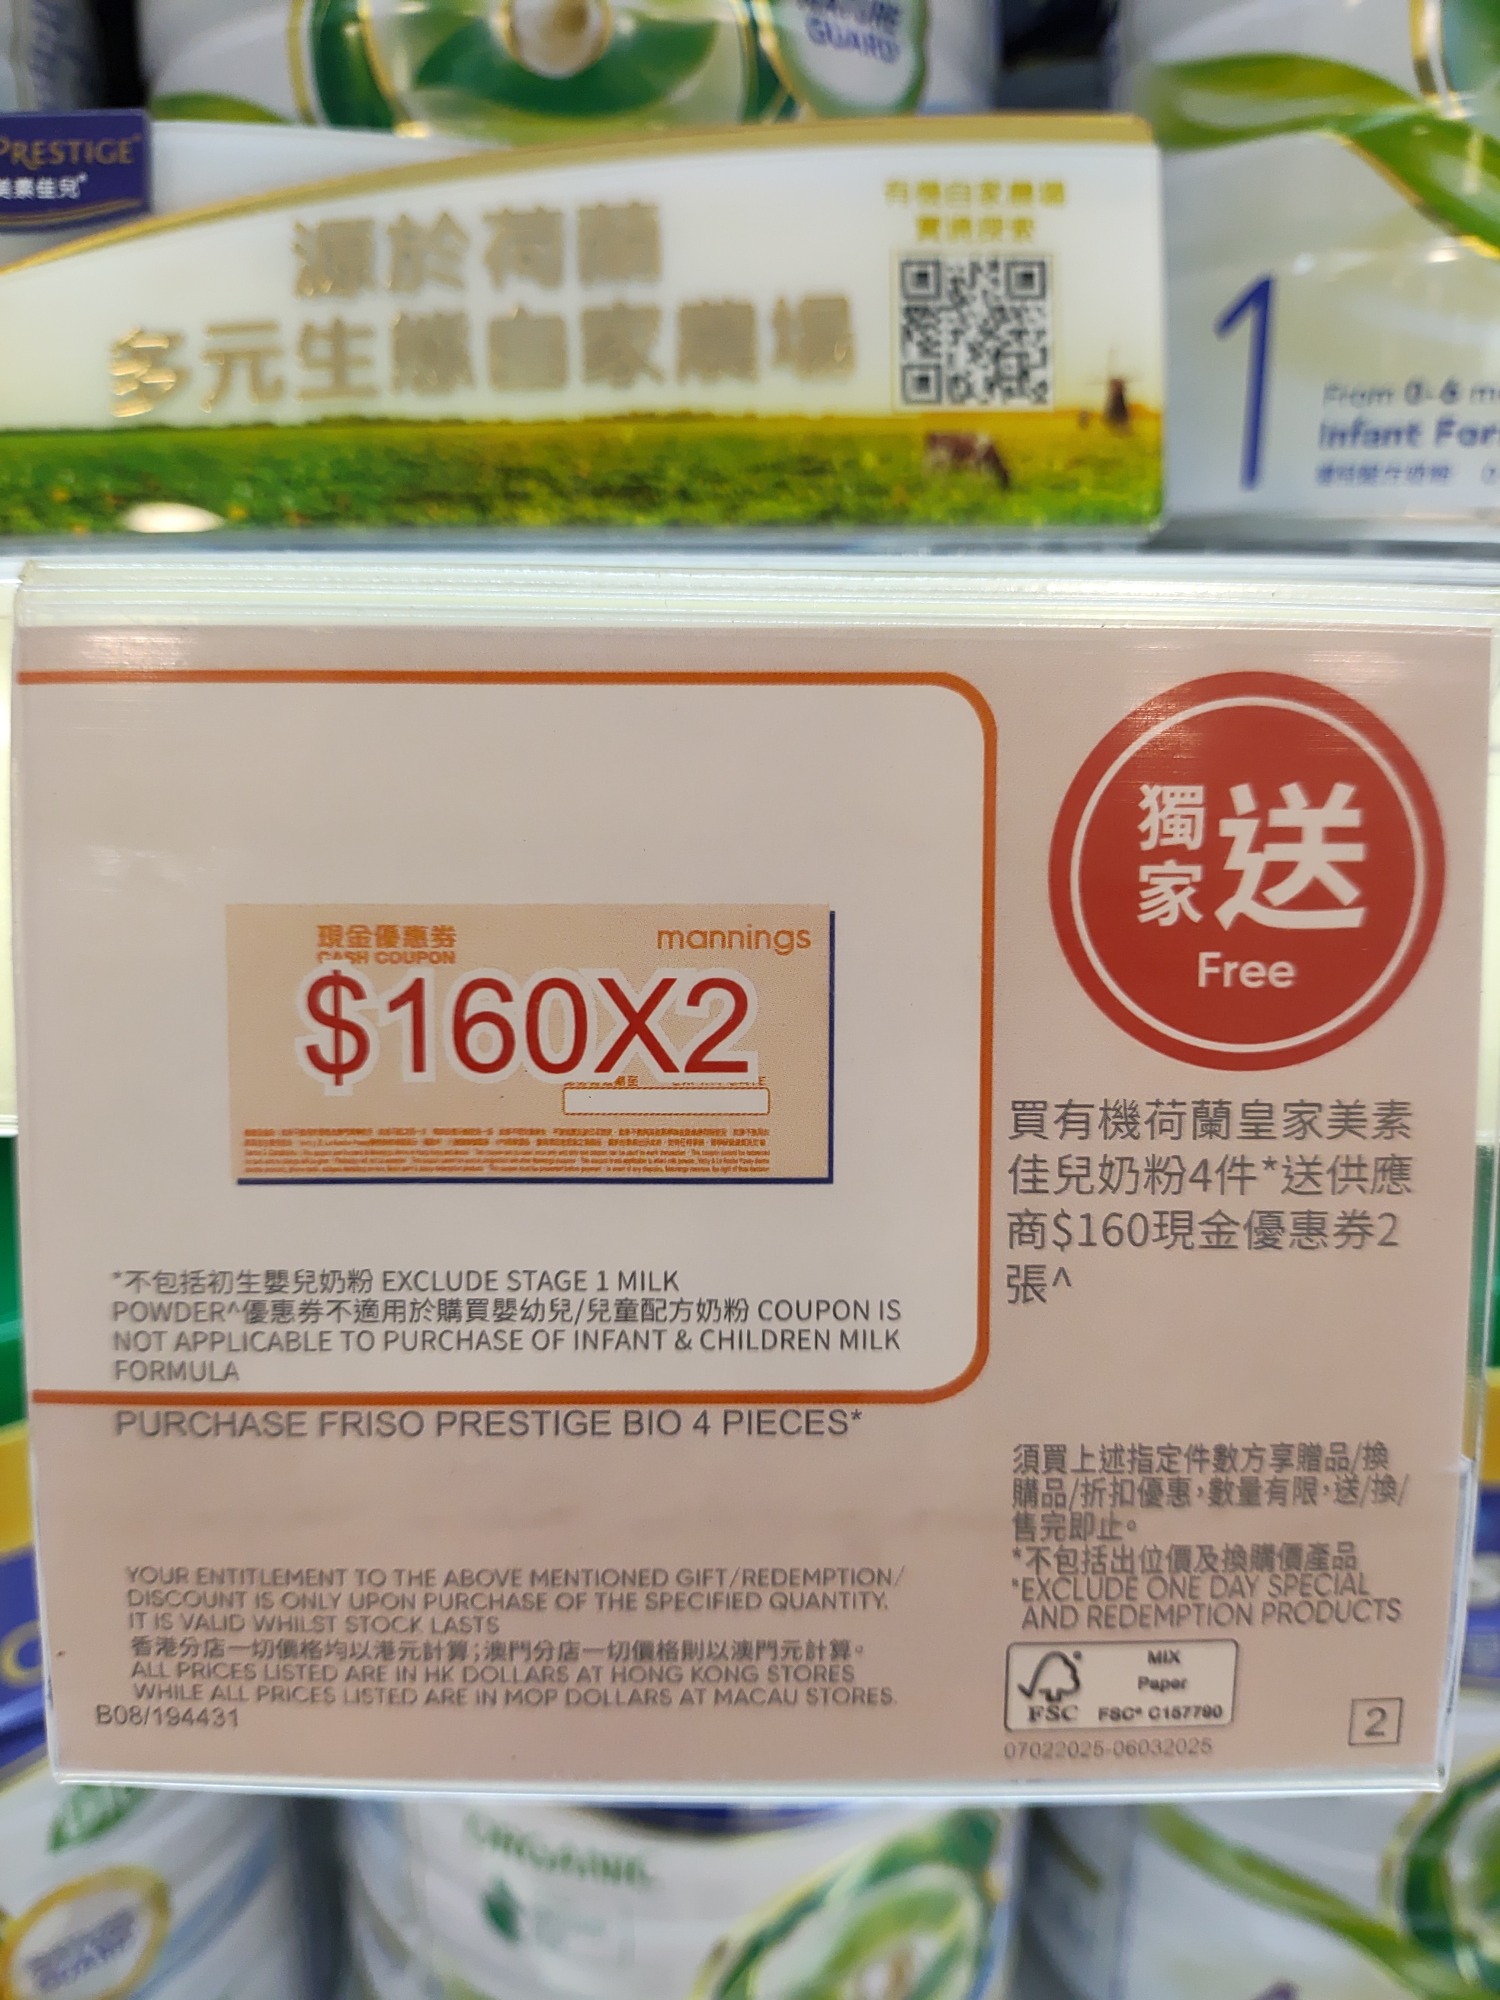 NATURE
GUARD
PRESTIGE
美素佳兒
源於荷蘭
多元生態自家農場
有機自家農場
1
From 0-6 m
Infant For
獨家送
Free
現金優惠券
CASH COUPON
mannings
$160X2
買有機荷蘭皇家美素
佳兒奶粉4件*送供應
商$160現金優惠券2
張^
*不包括初生嬰兒奶粉 EXCLUDE STAGE 1 MILK
POWDER^優惠券不適用於購買嬰幼兒/兒童配方奶粉 COUPON IS
NOT APPLICABLE TO PURCHASE OF INFANT & CHILDREN MILK
FORMULA
PURCHASE FRISO PRESTIGE BIO 4 PIECES*
須買上述指定件數方享贈品/換
購品/折扣優惠，數量有限，送/換/
售完即止。
*不包括出位價及換購價產品
*EXCLUDE ONE DAY SPECIAL
AND REDEMPTION PRODUCTS
YOUR ENTITLEMENT TO THE ABOVE MENTIONED GIFT/REDEMPTION/
DISCOUNT IS ONLY UPON PURCHASE OF THE SPECIFIED QUANTITY.
IT IS VALID WHILST STOCK LASTS
香港分店一切價格均以港元計算；澳門分店一切價格則以澳門元計算。
ALL PRICES LISTED ARE IN HK DOLLARS AT HONG KONG STORES
WHILE ALL PRICES LISTED ARE IN MOP DOLLARS AT MACAU STORES.
B08/194431
MIX
Paper
FSC
FSC® C157790
07022025-06032025
2
ORGANIC